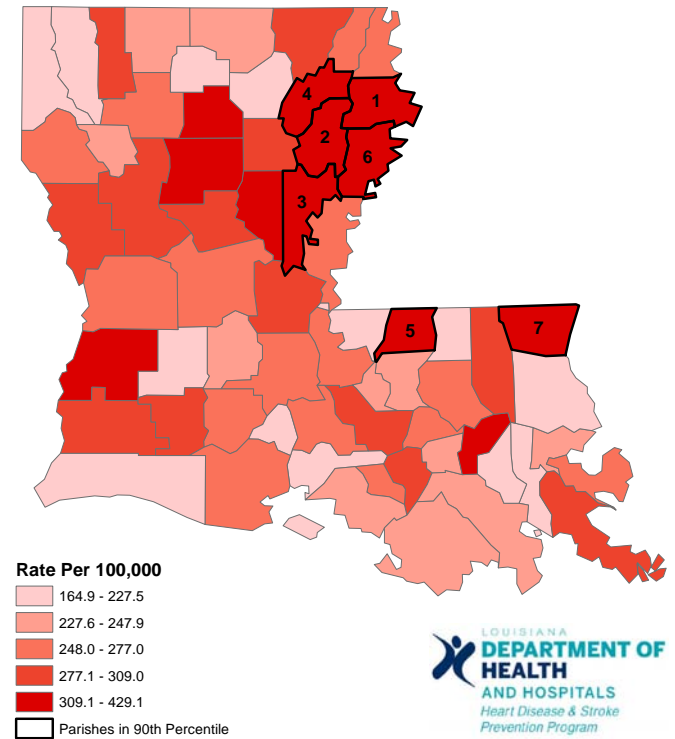 4
1
2
6
3
5
7
Rate Per 100,000
164.9 - 227.5
227.6 - 247.9
248.0 - 277.0
277.1 - 309.0
309.1 - 429.1
Parishes in 90th Percentile
LOUISIANA
DEPARTMENT OF
HEALTH
AND HOSPITALS
Heart Disease & Stroke
Prevention Program